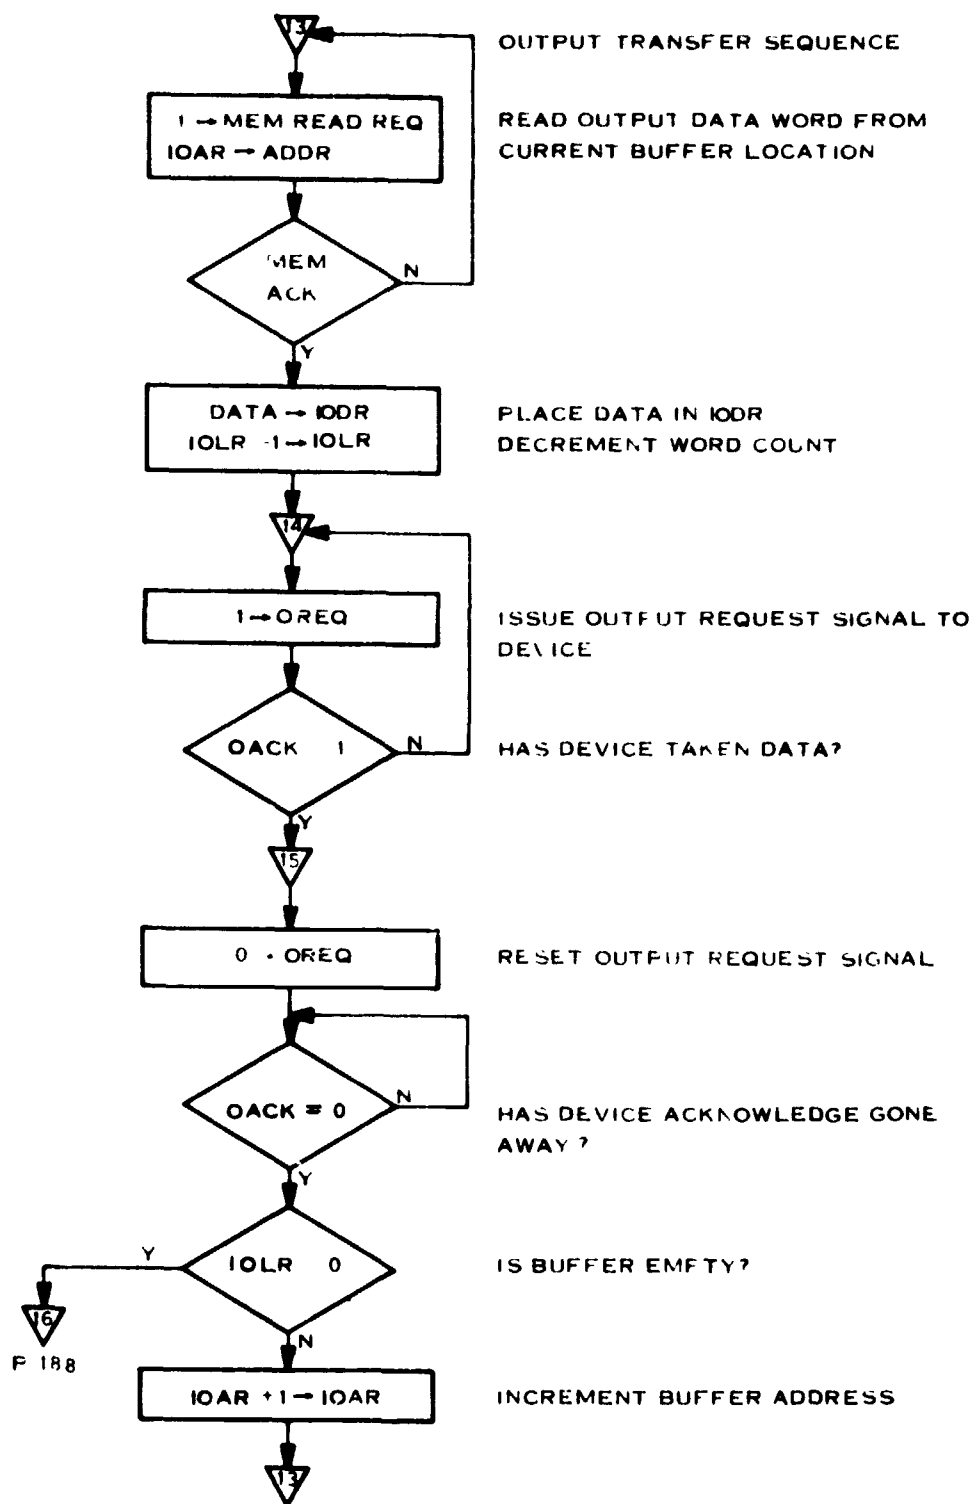 13
OUTPUT TRANSFER SEQUENCE
1 → MEM READ REQ
IOAR → ADDR
READ OUTPUT DATA WORD FROM
CURRENT BUFFER LOCATION
MEM
ACK
N
Y
DATA → IODR
IOLR -1 → IOLR
PLACE DATA IN IODR
DECREMENT WORD COUNT
14
1 → OREQ
ISSUE OUTPUT REQUEST SIGNAL TO
DEVICE
OACK 1
N
HAS DEVICE TAKEN DATA?
Y
15
0 · OREQ
RESET OUTPUT REQUEST SIGNAL
OACK = 0
N
HAS DEVICE ACKNOWLEDGE GONE
AWAY ?
Y
Y
IOLR 0
IS BUFFER EMPTY?
16
P 188
N
IOAR +1 → IOAR
INCREMENT BUFFER ADDRESS
13